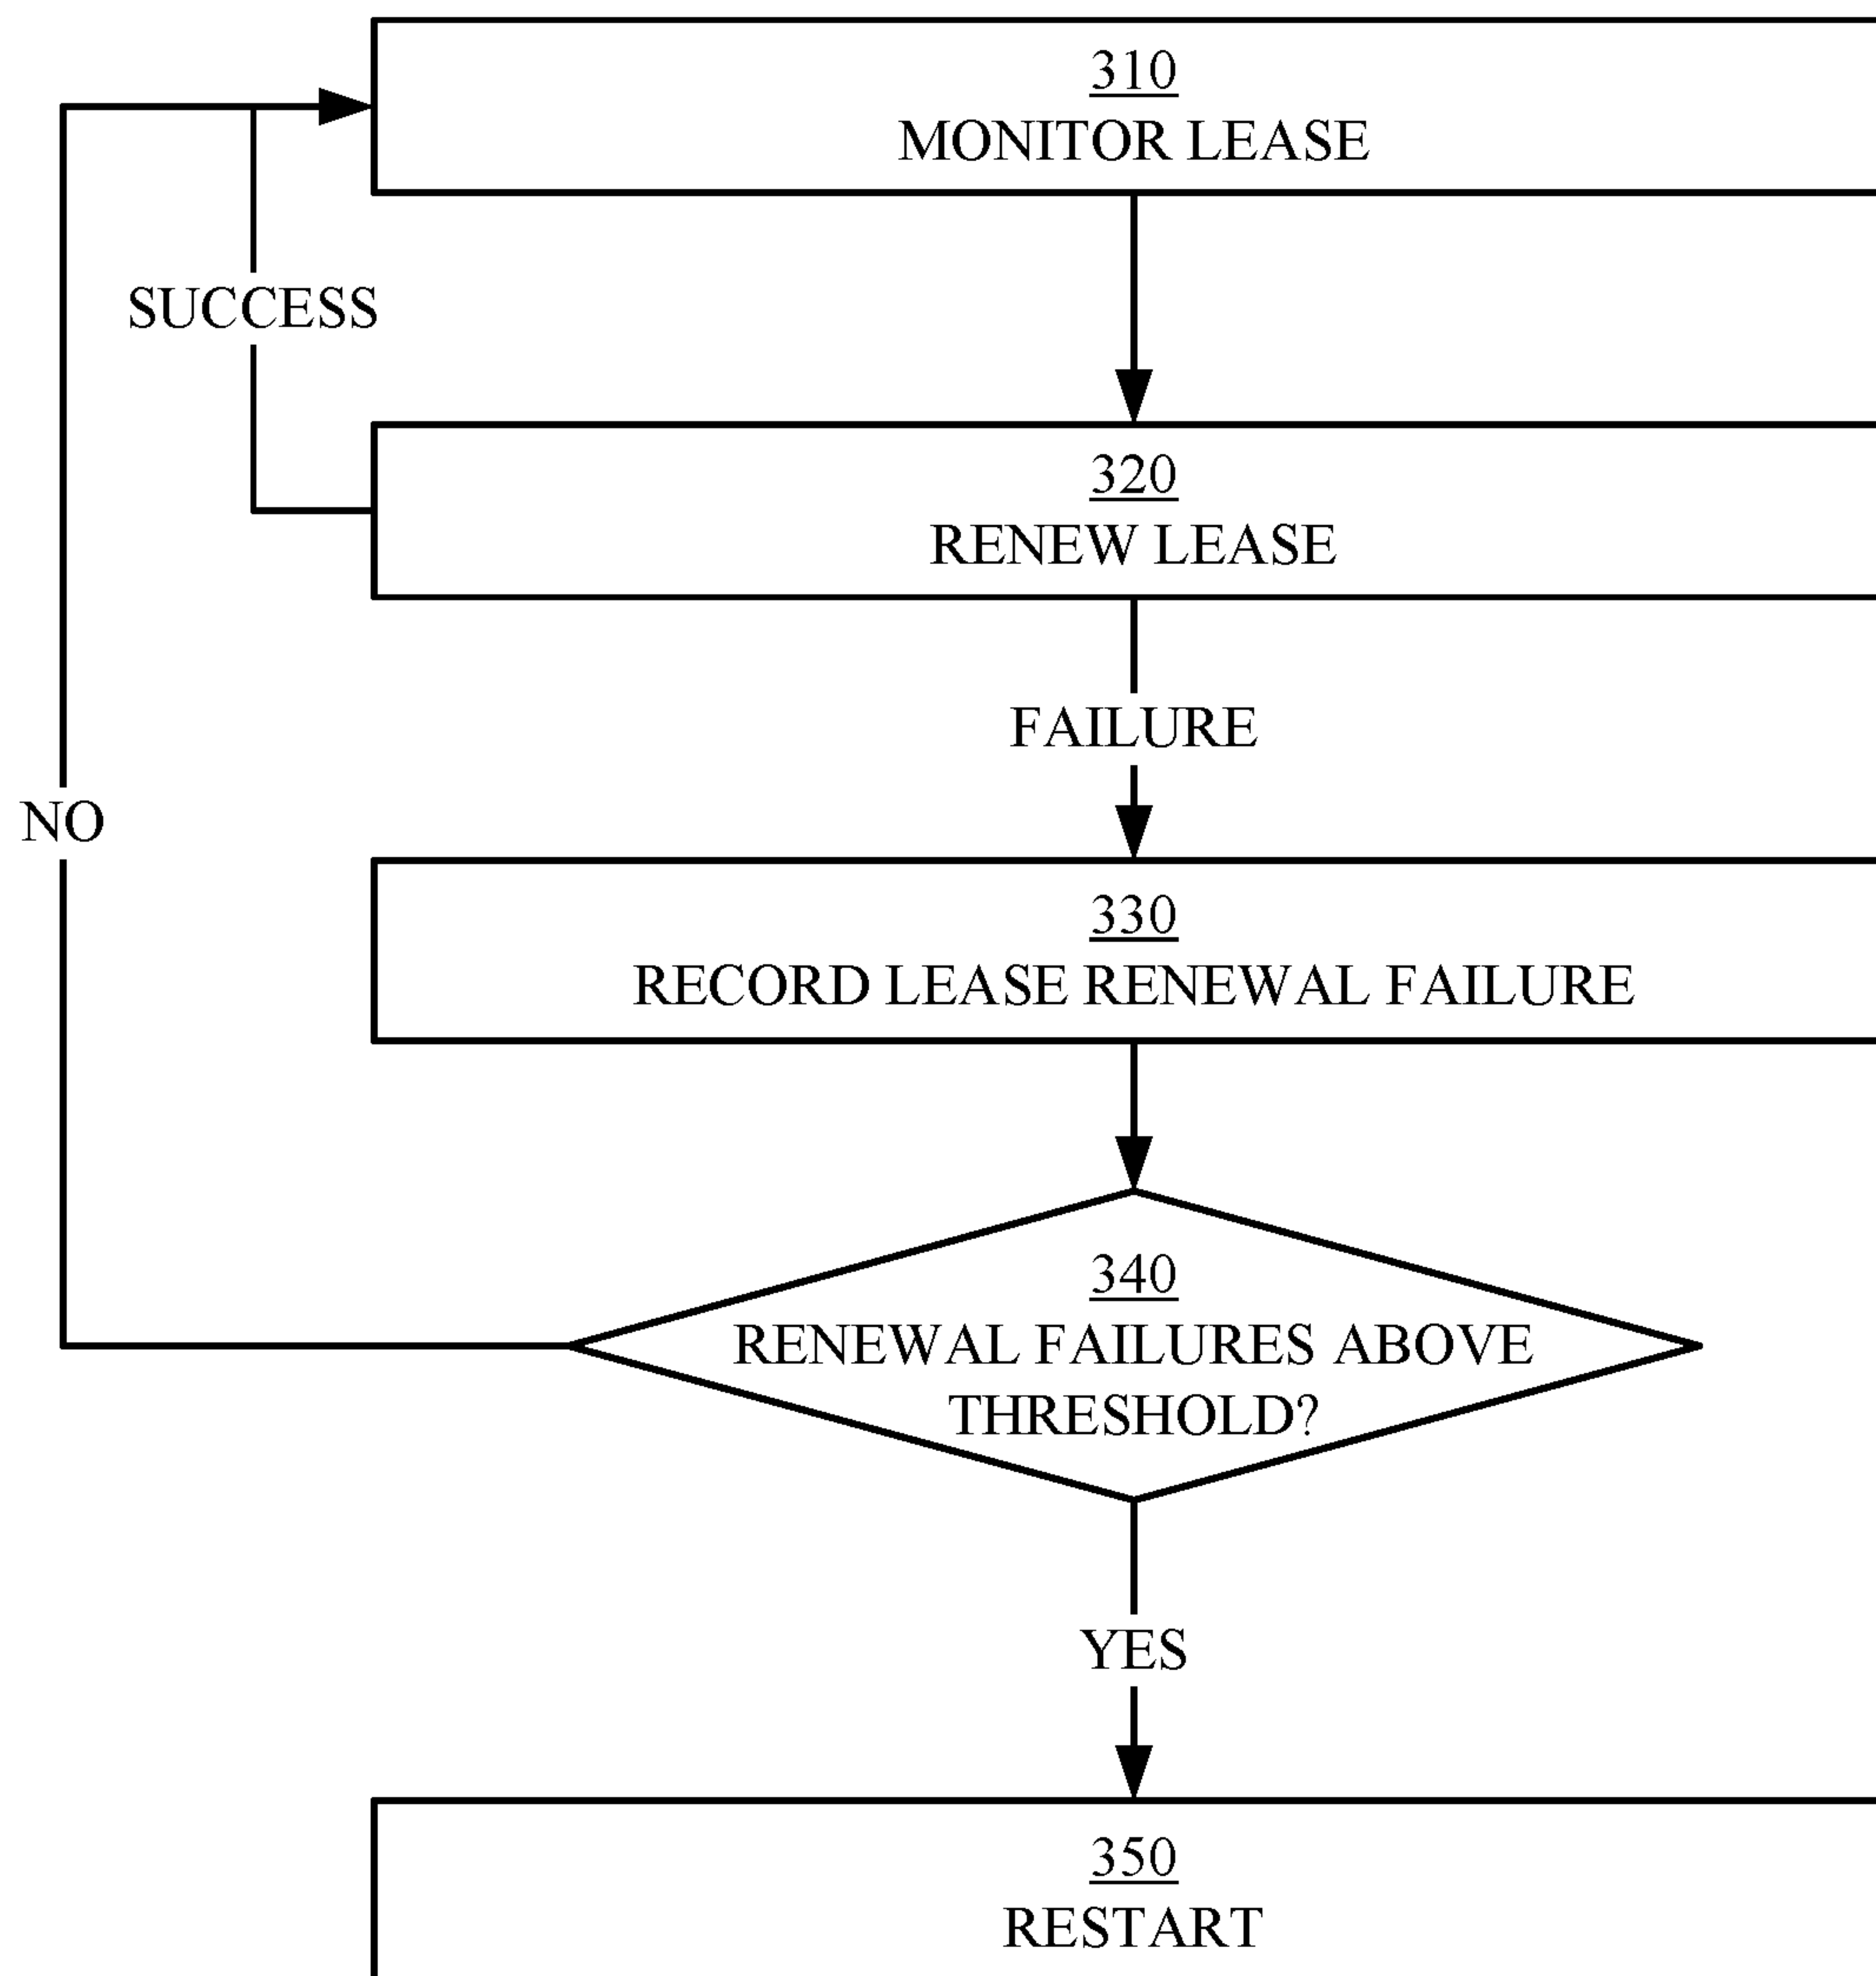 310
MONITOR LEASE
SUCCESS
320
RENEW LEASE
FAILURE
NO
330
RECORD LEASE RENEWAL FAILURE
340
RENEWAL FAILURES ABOVE
THRESHOLD?
YES
350
RESTART